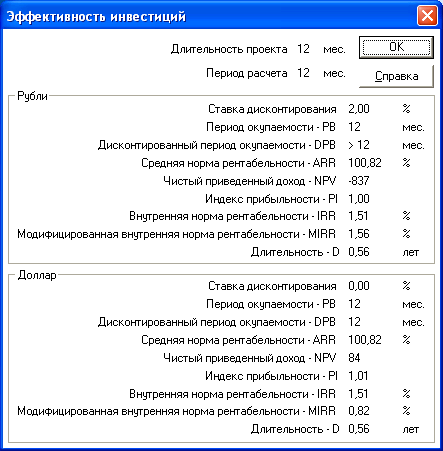 Эффективность инвестиций
Длительность проекта 12 мес. OK
Период расчета 12 мес. Справка
Рубли
Ставка дисконтирования 2,00 %
Период окупаемости - PB 12 мес.
Дисконтированный период окупаемости - DPB > 12 мес.
Средняя норма рентабельности - ARR 100,82 %
Чистый приведенный доход - NPV -837
Индекс прибыльности - PI 1,00
Внутренняя норма рентабельности - IRR 1,51 %
Модифицированная внутренняя норма рентабельности - MIRR 1,56 %
Длительность - D 0,56 лет
Доллар
Ставка дисконтирования 0,00 %
Период окупаемости - PB 12 мес.
Дисконтированный период окупаемости - DPB 12 мес.
Средняя норма рентабельности - ARR 100,82 %
Чистый приведенный доход - NPV 84
Индекс прибыльности - PI 1,01
Внутренняя норма рентабельности - IRR 1,51 %
Модифицированная внутренняя норма рентабельности - MIRR 0,82 %
Длительность - D 0,56 лет